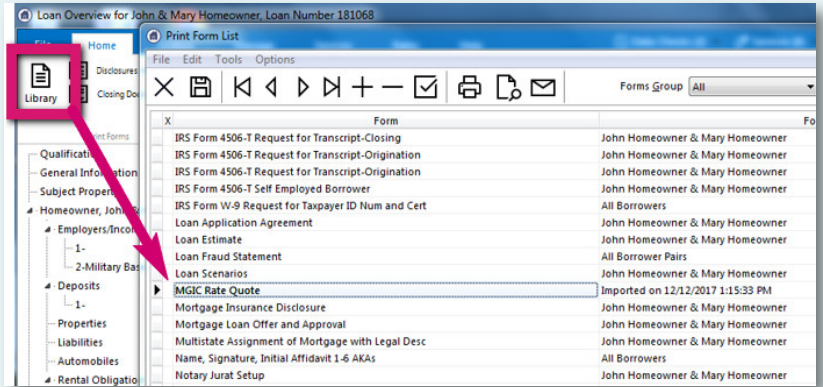 Loan Overview for John & Mary Homeowner, Loan Number 181068
File Home
Library
Disclosures
Closing Do
Print Forms
Qualificati
General Information
Subject Property
Homeowner, John
Employers/Incom
1-
2-Military Bas
Deposits
1-
Properties
Liabilities
Automobiles
Rental Obligatio
Print Form List
File Edit Tools Options
Forms Group All
X Form Fo
IRS Form 4506-T Request for Transcript-Closing John Homeowner & Mary Homeowner
IRS Form 4506-T Request for Transcript-Origination John Homeowner & Mary Homeowner
IRS Form 4506-T Request for Transcript-Origination John Homeowner & Mary Homeowner
IRS Form 4506-T Self Employed Borrower John Homeowner & Mary Homeowner
IRS Form W-9 Request for Taxpayer ID Num and Cert All Borrowers
Loan Application Agreement John Homeowner & Mary Homeowner
Loan Estimate John Homeowner & Mary Homeowner
Loan Fraud Statement All Borrower Pairs
Loan Scenarios John Homeowner & Mary Homeowner
MGIC Rate Quote Imported on 12/12/2017 1:15:33 PM
Mortgage Insurance Disclosure John Homeowner & Mary Homeowner
Mortgage Loan Offer and Approval John Homeowner & Mary Homeowner
Multistate Assignment of Mortgage with Legal Desc John Homeowner & Mary Homeowner
Name, Signature, Initial Affidavit 1-6 AKAs All Borrowers
Notary Jurat Setup John Homeowner & Mary Homeowner